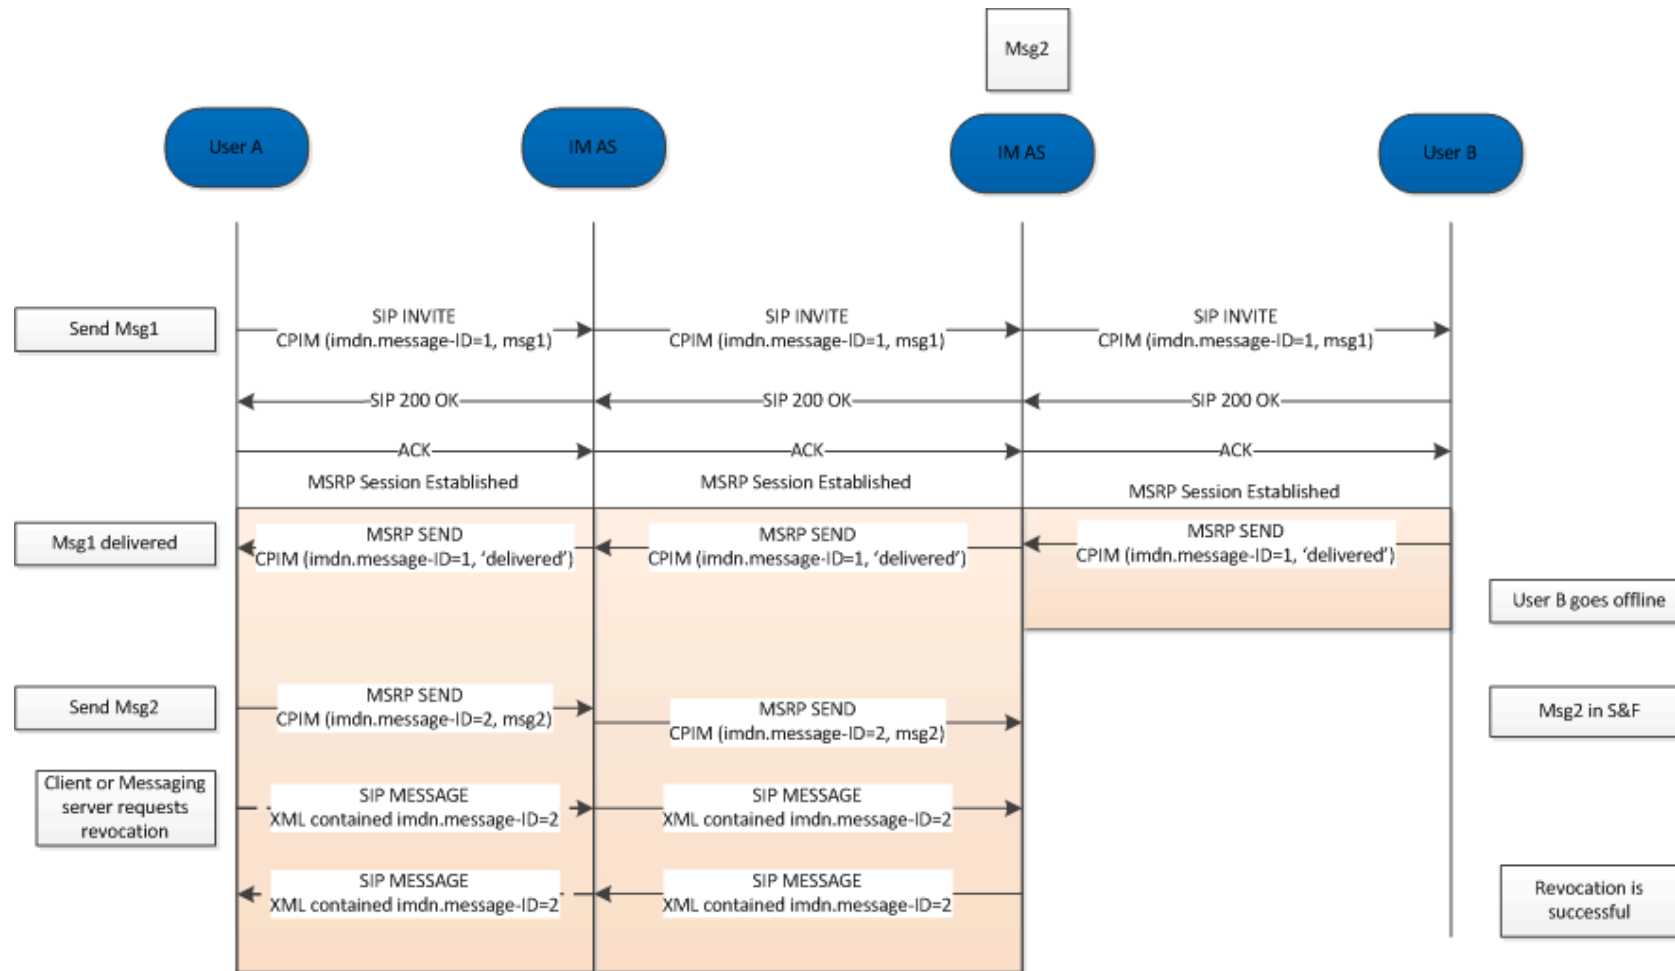 Msg2
User A
IM AS
IM AS
User B
Send Msg1
SIP INVITE
CPIM (imdn.message-ID=1, msg1)
SIP INVITE
CPIM (imdn.message-ID=1, msg1)
SIP INVITE
CPIM (imdn.message-ID=1, msg1)
SIP 200 OK
SIP 200 OK
SIP 200 OK
ACK
ACK
ACK
MSRP Session Established
MSRP Session Established
MSRP Session Established
Msg1 delivered
MSRP SEND
CPIM (imdn.message-ID=1, ‘delivered’)
MSRP SEND
CPIM (imdn.message-ID=1, ‘delivered’)
MSRP SEND
CPIM (imdn.message-ID=1, ‘delivered’)
User B goes offline
Send Msg2
MSRP SEND
CPIM (imdn.message-ID=2, msg2)
MSRP SEND
CPIM (imdn.message-ID=2, msg2)
Msg2 in S&F
Client or Messaging
server requests
revocation
SIP MESSAGE
XML contained imdn.message-ID=2
SIP MESSAGE
XML contained imdn.message-ID=2
SIP MESSAGE
XML contained imdn.message-ID=2
SIP MESSAGE
XML contained imdn.message-ID=2
Revocation is
successful